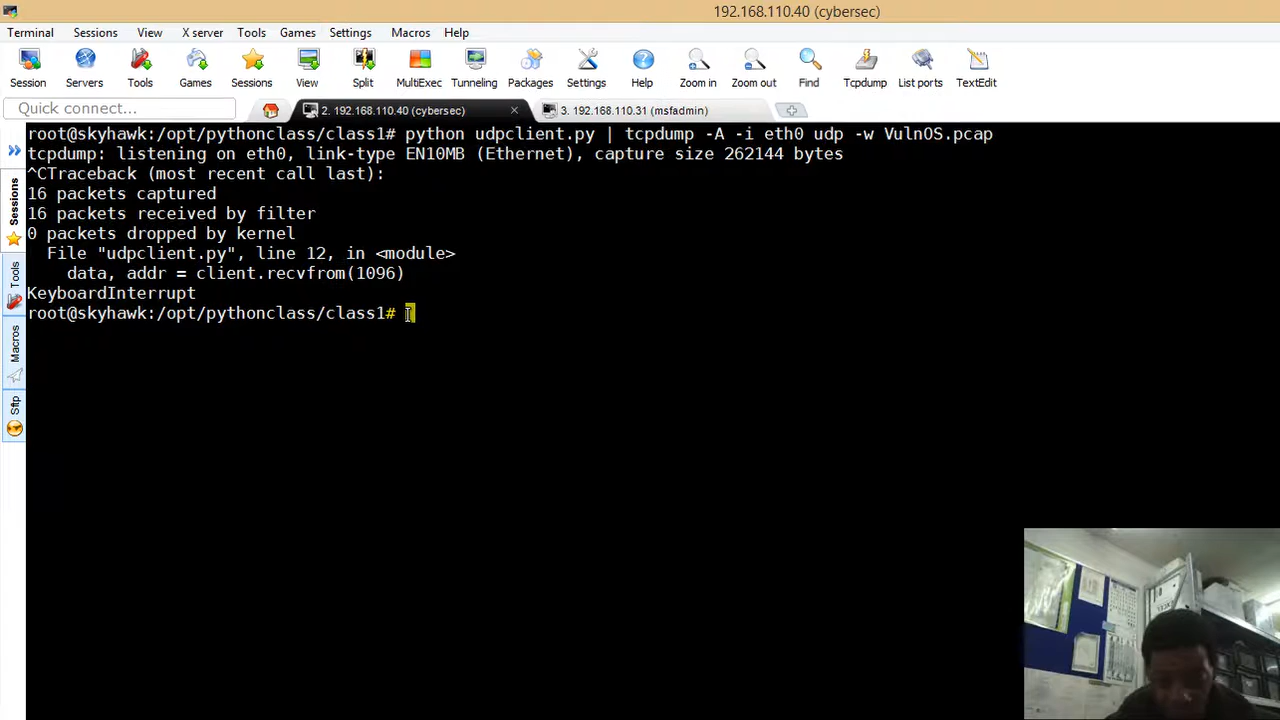 192.168.110.40 (cybersec)
Terminal Sessions View X server Tools Games Settings Macros Help
Session Servers Tools Games Sessions View Split MultiExec Tunneling Packages Settings Help Zoom in Zoom out Find Tcpdump List ports TextEdit
Quick connect...
2. 192.168.110.40 (cybersec)
3. 192.168.110.31 (msfadmin)
Sessions
Tools
Macros
Sftp
root@skyhawk:/opt/pythonclass/class1# python udpclient.py | tcpdump -A -i eth0 udp -w VulnOS.pcap
tcpdump: listening on eth0, link-type EN10MB (Ethernet), capture size 262144 bytes
^CTraceback (most recent call last):
16 packets captured
16 packets received by filter
0 packets dropped by kernel
File "udpclient.py", line 12, in <module>
data, addr = client.recvfrom(1096)
KeyboardInterrupt
root@skyhawk:/opt/pythonclass/class1#